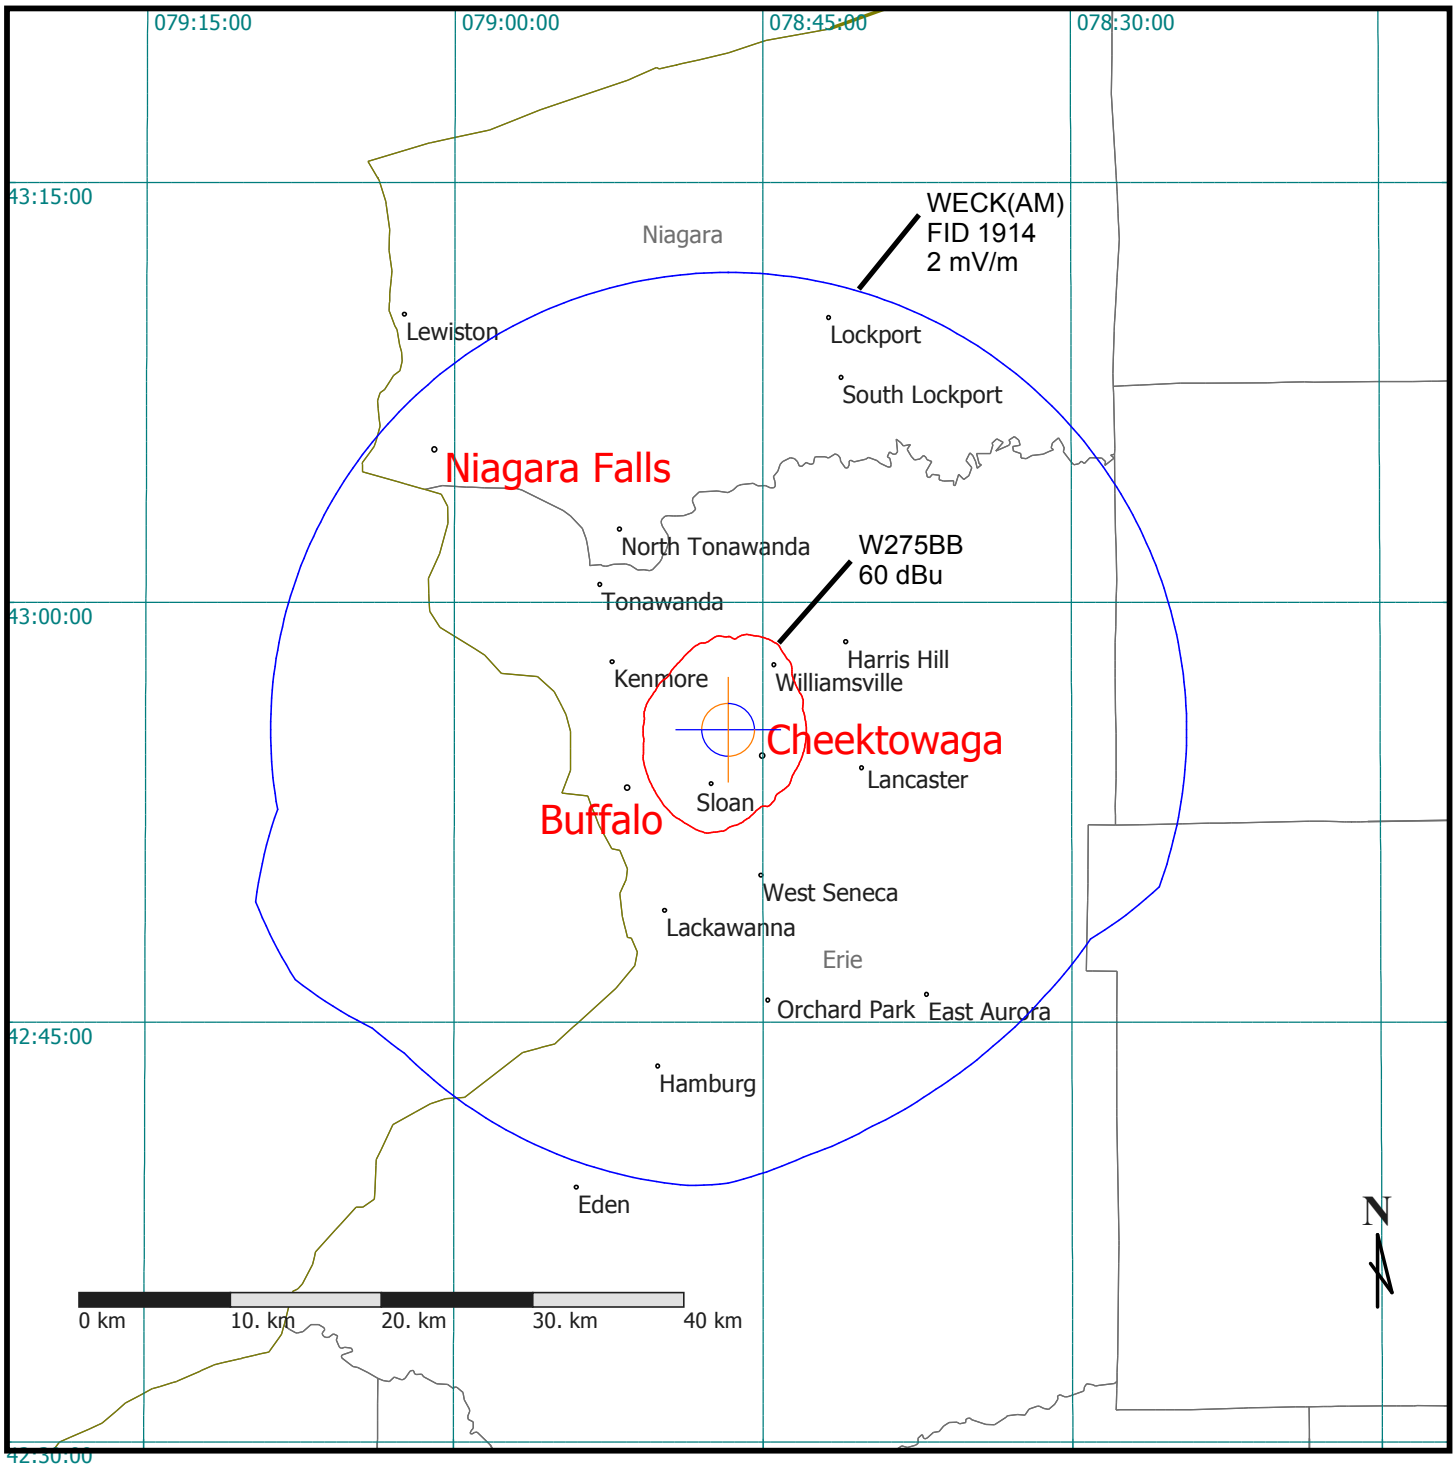 079:15:00
079:00:00
078:45:00
078:30:00
43:15:00
WECK(AM)
FID 1914
2 mV/m
Niagara
Lewiston
Lockport
South Lockport
Niagara Falls
North Tonawanda
W275BB
60 dBu
Tonawanda
43:00:00
Harris Hill
Kenmore
Williamsville
Cheektowaga
Lancaster
Sloan
Buffalo
West Seneca
Lackawanna
Erie
Orchard Park
East Aurora
42:45:00
Hamburg
Eden
N
0 km
10. km
20. km
30. km
40 km
42:30:00